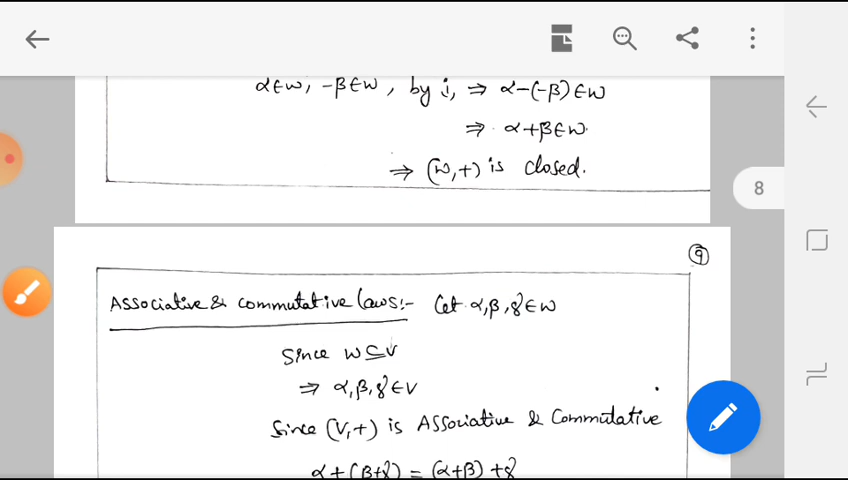 α∈W, -β∈W, by i, ⇒ α-(-β)∈W
⇒ α+β∈W.
⇒ (W,+) is closed.
8
9
Associative & commutative laws:- Let α,β,γ∈W
Since W⊆V
⇒ α,β,γ∈V
Since (V,+) is Associative & Commutative
α+(β+γ) = (α+β)+γ